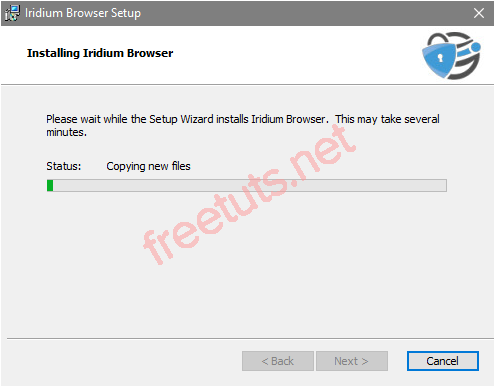 Iridium Browser Setup
Installing Iridium Browser
Please wait while the Setup Wizard installs Iridium Browser. This may take several
minutes.
Status: Copying new files
freetuts.net
< Back Next > Cancel